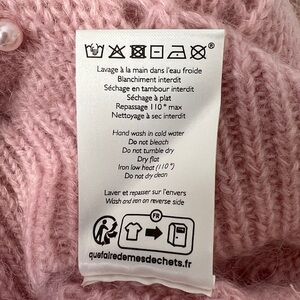 Lavage à la main dans l'eau froide
Blanchiment interdit
Séchage en tambour interdit
Séchage à plat
Repassage 110° max
Nettoyage à sec interdit
Hand wash in cold water
Do not bleach
Do not tumble dry
Dry flat
Iron low heat (110°)
Do not dry clean
Laver et repasser sur l'envers
Wash and iron on reverse side
FR
quefairedemesdechets.fr